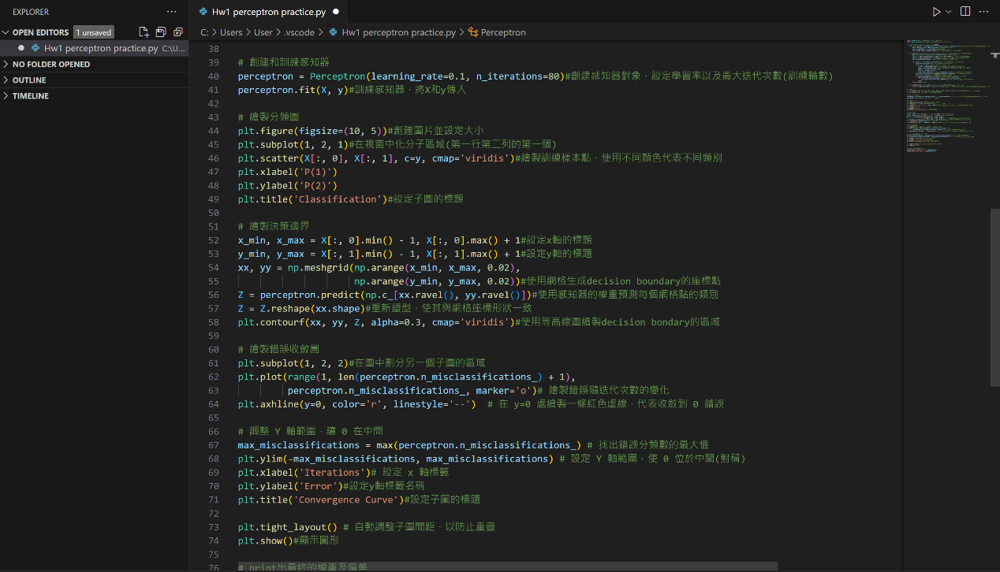 EXPLORER
···
OPEN EDITORS
1 unsaved
Hw1 perceptron practice.py C:\U...
NO FOLDER OPENED
OUTLINE
TIMELINE
Hw1 perceptron practice.py
C: > Users > User > .vscode > Hw1 perceptron practice.py > Perceptron
38
39 # 創建和訓練感知器
40 perceptron = Perceptron(learning_rate=0.1, n_iterations=80)#創建感知器對象，設定學習率以及最大迭代次數(訓練輪數)
41 perceptron.fit(X, y)#訓練感知器，將X和y傳入
42
43 # 繪製分類圖
44 plt.figure(figsize=(10, 5))#創建圖片並設定大小
45 plt.subplot(1, 2, 1)#在視窗中化分子區域(第一行第二列的第一個)
46 plt.scatter(X[:, 0], X[:, 1], c=y, cmap='viridis')#繪製訓練樣本點，使用不同顏色代表不同類別
47 plt.xlabel('P(1)')
48 plt.ylabel('P(2)')
49 plt.title('Classification')#設定子圖的標題
50
51 # 繪製決策邊界
52 x_min, x_max = X[:, 0].min() - 1, X[:, 0].max() + 1#設定x軸的標題
53 y_min, y_max = X[:, 1].min() - 1, X[:, 1].max() + 1#設定y軸的標題
54 xx, yy = np.meshgrid(np.arange(x_min, x_max, 0.02),
55 np.arange(y_min, y_max, 0.02))#使用網格生成decision boundary的座標點
56 Z = perceptron.predict(np.c_[xx.ravel(), yy.ravel()])#使用感知器的權重預測每個網格點的類別
57 Z = Z.reshape(xx.shape)#重新塑型，使其與網格座標形狀一致
58 plt.contourf(xx, yy, Z, alpha=0.3, cmap='viridis')#使用等高線圖繪製decision bondary的區域
59
60 # 繪製錯誤收斂圖
61 plt.subplot(1, 2, 2)#在圖中劃分另一個子圖的區域
62 plt.plot(range(1, len(perceptron.n_misclassifications_) + 1),
63 perceptron.n_misclassifications_, marker='o')# 繪製錯誤隨迭代次數的變化
64 plt.axhline(y=0, color='r', linestyle='--') # 在 y=0 處繪製一條紅色虛線，代表收斂到 0 錯誤
65
66 # 調整 Y 軸範圍，讓 0 在中間
67 max_misclassifications = max(perceptron.n_misclassifications_) # 找出錯誤分類數的最大值
68 plt.ylim(-max_misclassifications, max_misclassifications) # 設定 Y 軸範圍，使 0 位於中間(對稱)
69 plt.xlabel('Iterations')# 設定 x 軸標籤
70 plt.ylabel('Error')#設定y軸標籤名稱
71 plt.title('Convergence Curve')#設定子圖的標題
72
73 plt.tight_layout() # 自動調整子圖間距，以防止重疊
74 plt.show()#顯示圖形
75
76 # print出最終的權重及偏差